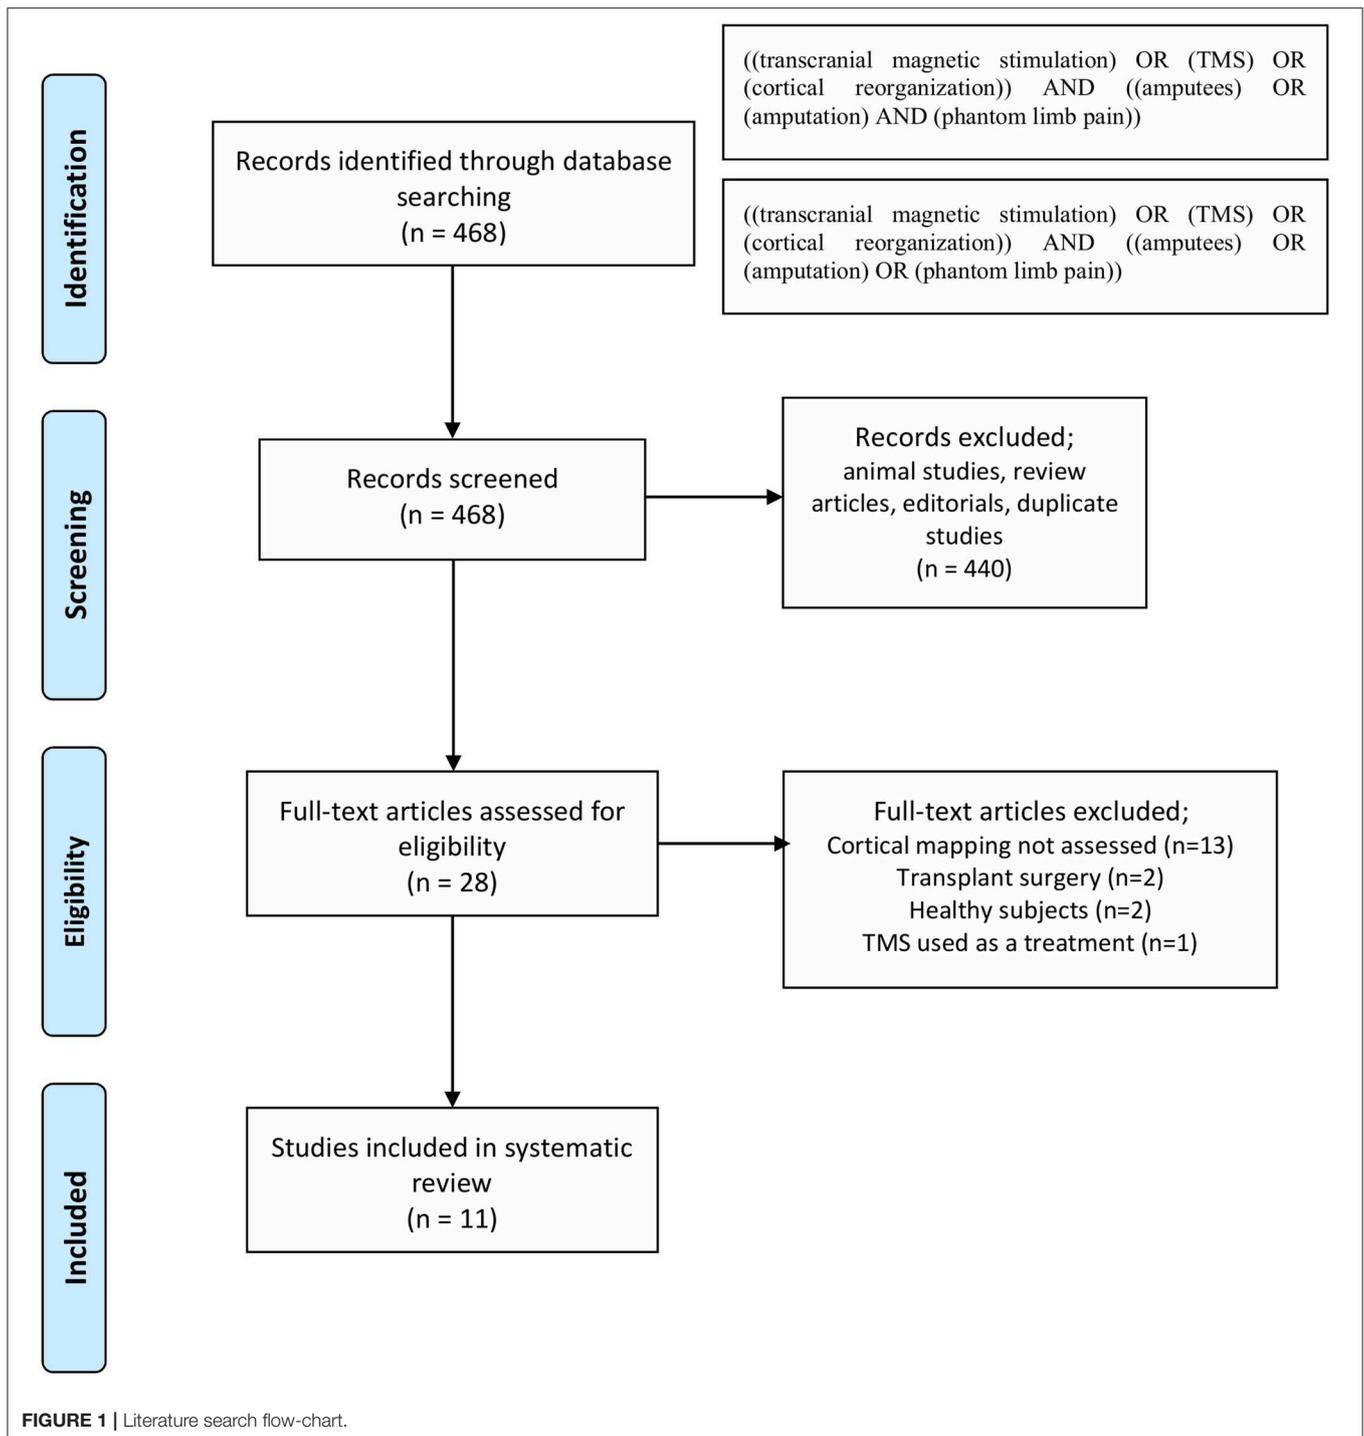 Identification
Records identified through database
searching
(n = 468)
((transcranial magnetic stimulation) OR (TMS) OR
(cortical reorganization)) AND ((amputees) OR
(amputation) AND (phantom limb pain))
((transcranial magnetic stimulation) OR (TMS) OR
(cortical reorganization)) AND ((amputees) OR
(amputation) OR (phantom limb pain))
Screening
Records screened
(n = 468)
Records excluded;
animal studies, review
articles, editorials, duplicate
studies
(n = 440)
Eligibility
Full-text articles assessed for
eligibility
(n = 28)
Full-text articles excluded;
Cortical mapping not assessed (n=13)
Transplant surgery (n=2)
Healthy subjects (n=2)
TMS used as a treatment (n=1)
Included
Studies included in systematic
review
(n = 11)
FIGURE 1 | Literature search flow-chart.